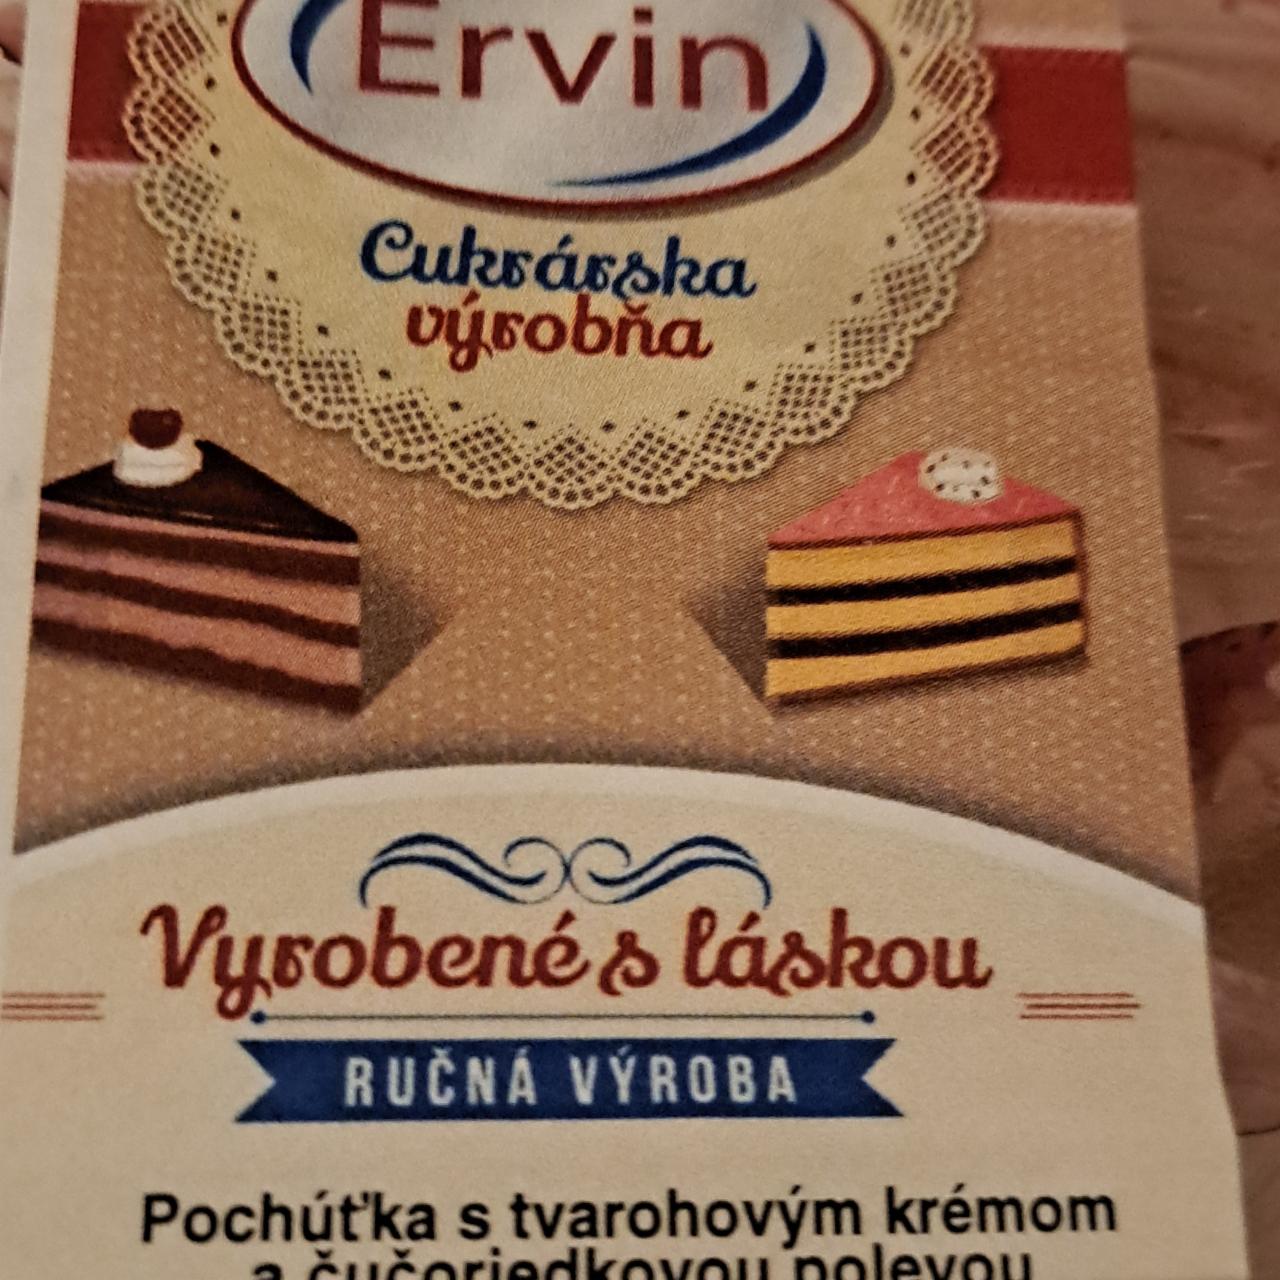 Ervin
Cukrárska
výrobňa
Vyrobené s láskou
RUČNÁ VÝROBA
Pochúťka s tvarohovým krémom
a čučoriedkovou polevou